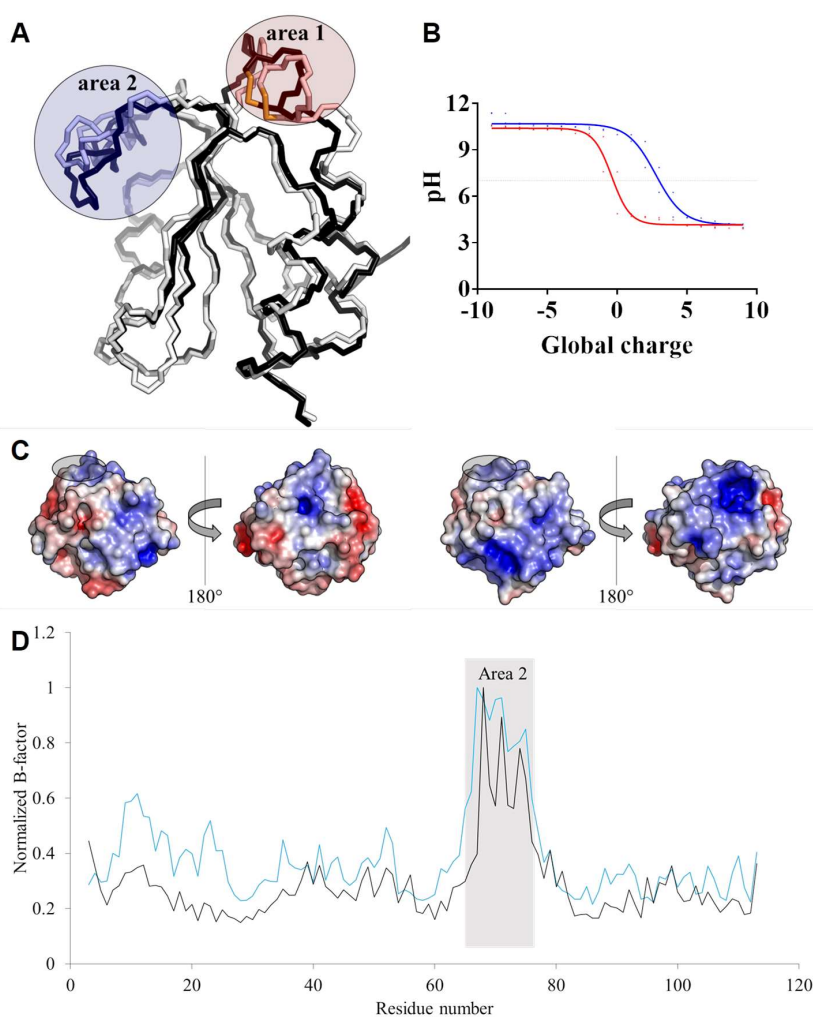 A
area 1
area 2
B
12
9
6
3
0
pH
-10 -5 0 5 10
Global charge
C
180° 180°
D
1.2
1
0.8
0.6
0.4
0.2
0
Normalized B-factor
Area 2
0 20 40 60 80 100 120
Residue number